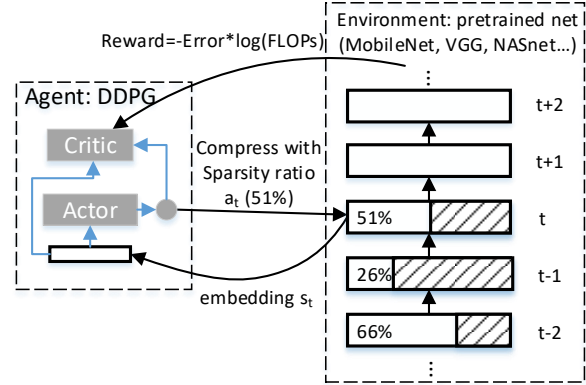 Environment: pretrained net
(MobileNet, VGG, NASnet...)
Reward=-Error*log(FLOPs)
...
t+2
t+1
51%
t
26%
t-1
66%
t-2
...
Agent: DDPG
Critic
Actor
Compress with
Sparsity ratio
at (51%)
embedding st